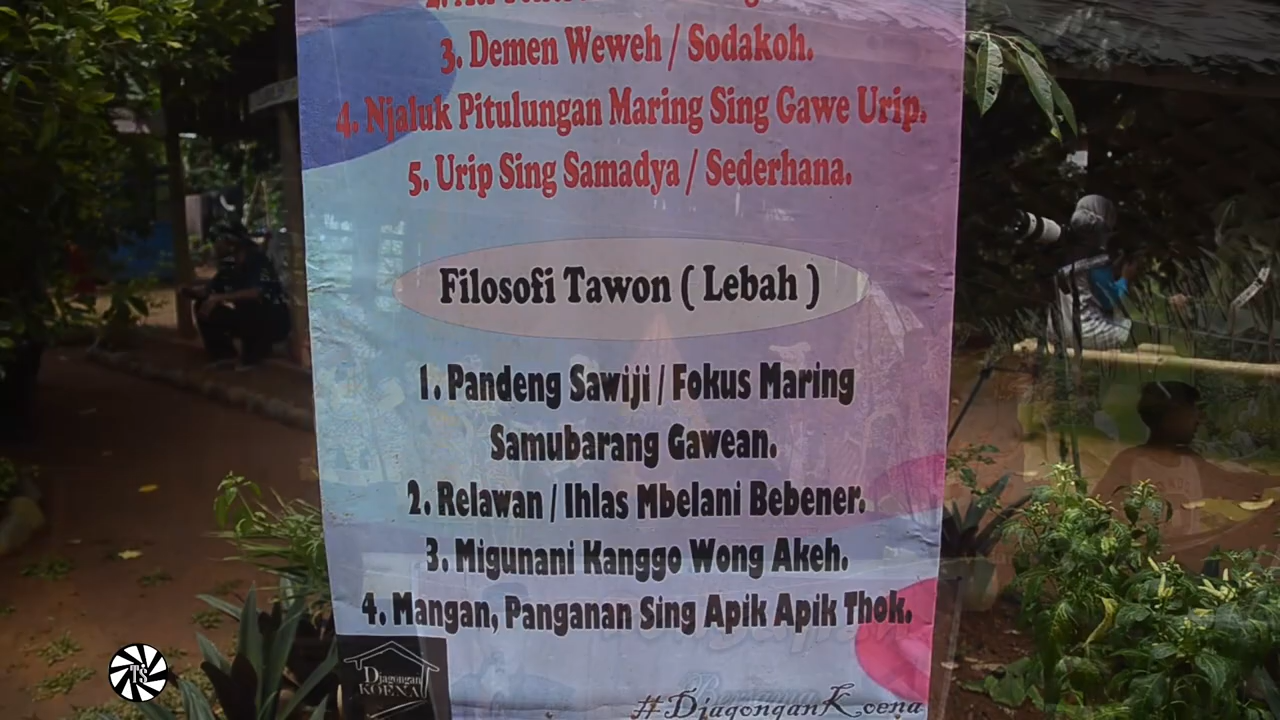 3. Demen Weweh / Sodakoh.
4. Njaluk Pitulungan Maring Sing Gawe Urip.
5. Urip Sing Samadya / Sederhana.
Filosofi Tawon ( Lebah )
1. Pandeng Sawiji / Fokus Maring
Samubarang Gawean.
2. Relawan / Ihlas Mbelani Bebener.
3. Migunani Kanggo Wong Akeh.
4. Mangan, Panganan Sing Apik Apik Thok.
Djagongan
KOENA
#DjagonganKoena
TS